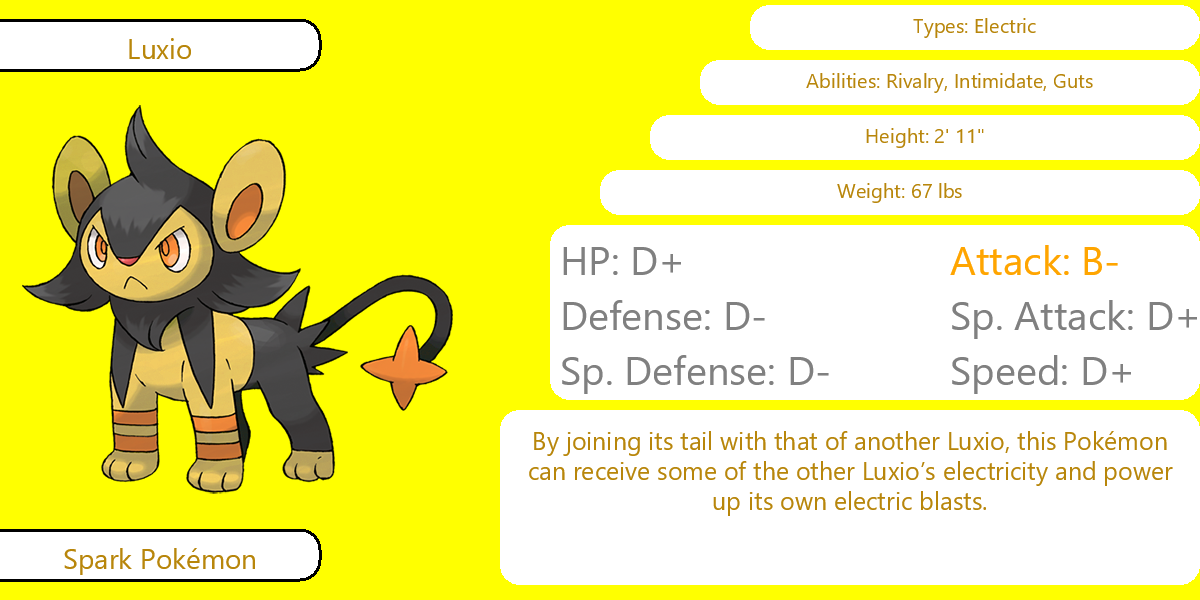 Luxio
Types: Electric
Abilities: Rivalry, Intimidate, Guts
Height: 2' 11"
Weight: 67 lbs
HP: D+
Attack: B-
Defense: D-
Sp. Attack: D+
Sp. Defense: D-
Speed: D+
By joining its tail with that of another Luxio, this Pokémon
can receive some of the other Luxio’s electricity and power
up its own electric blasts.
Spark Pokémon